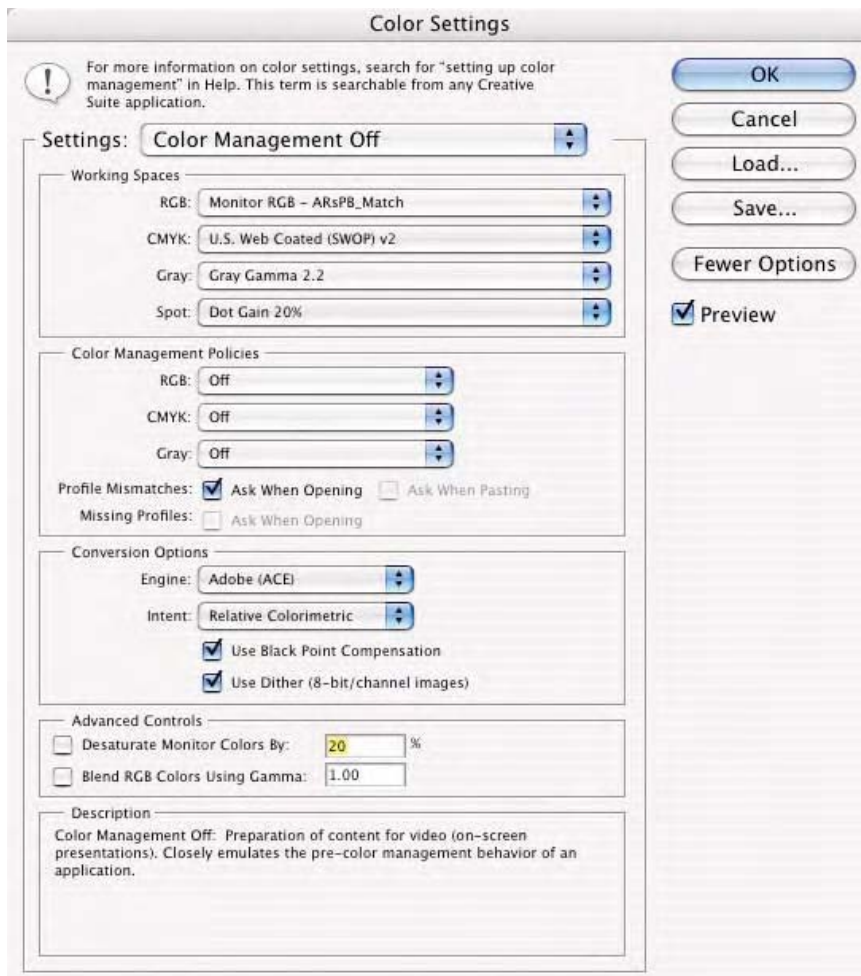 Color Settings
For more information on color settings, search for “setting up color
management” in Help. This term is searchable from any Creative
Suite application.
Settings: Color Management Off
Working Spaces
RGB: Monitor RGB - ARsPB_Match
CMYK: U.S. Web Coated (SWOP) v2
Gray: Gray Gamma 2.2
Spot: Dot Gain 20%
Color Management Policies
RGB: Off
CMYK: Off
Gray: Off
Profile Mismatches: Ask When Opening Ask When Pasting
Missing Profiles: Ask When Opening
Conversion Options
Engine: Adobe (ACE)
Intent: Relative Colorimetric
Use Black Point Compensation
Use Dither (8-bit/channel images)
Advanced Controls
Desaturate Monitor Colors By: 20 %
Blend RGB Colors Using Gamma: 1.00
Description
Color Management Off: Preparation of content for video (on-screen
presentations). Closely emulates the pre-color management behavior of an
application.
OK
Cancel
Load...
Save...
Fewer Options
Preview